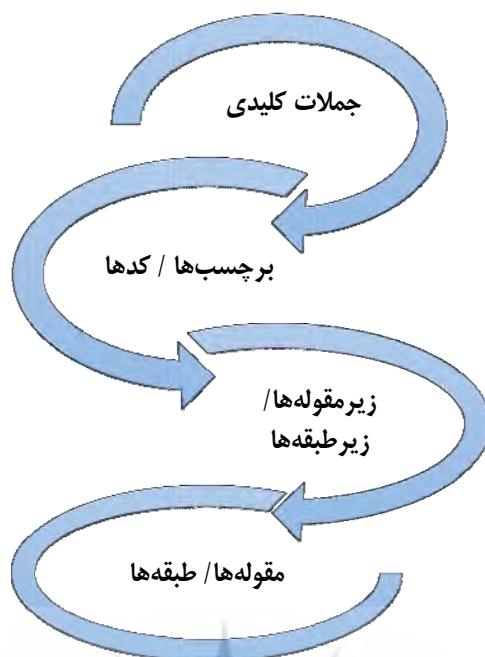 جملات کلیدی
برچسب‌ها / کدها
زیرمقوله‌ها/
زیرطبقه‌ها
مقوله‌ها/ طبقه‌ها